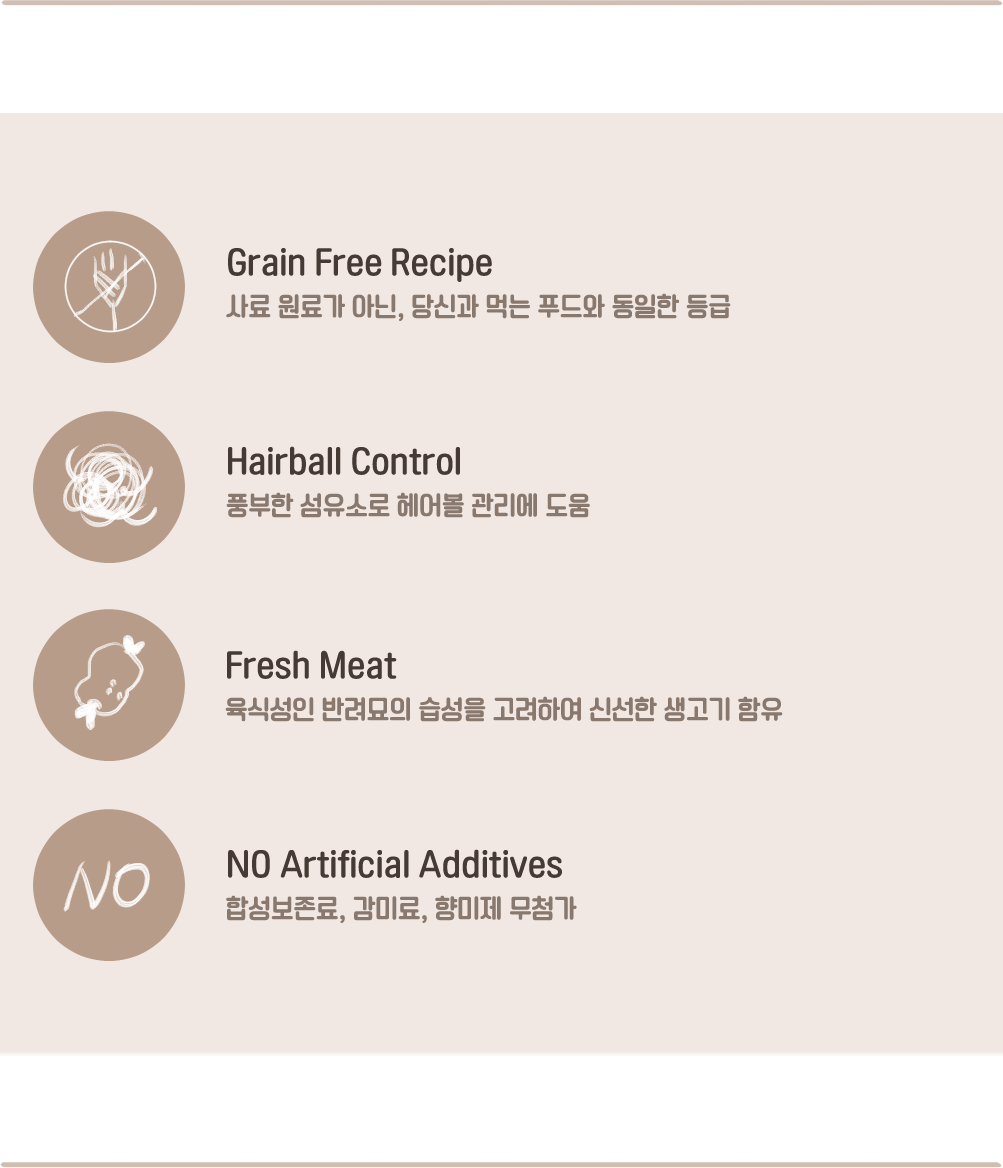 Grain Free Recipe
사료 원료가 아닌, 당신과 먹는 푸드와 동일한 등급
Hairball Control
풍부한 섬유소로 헤어볼 관리에 도움
Fresh Meat
육식성인 반려묘의 습성을 고려하여 신선한 생고기 함유
NO
NO Artificial Additives
합성보존료, 감미료, 향미제 무첨가